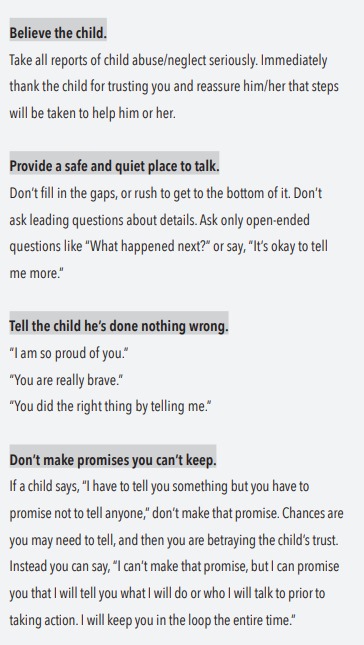 Believe the child.
Take all reports of child abuse/neglect seriously. Immediately
thank the child for trusting you and reassure him/her that steps
will be taken to help him or her.
Provide a safe and quiet place to talk.
Don’t fill in the gaps, or rush to get to the bottom of it. Don’t
ask leading questions about details. Ask only open-ended
questions like “What happened next?” or say, “It’s okay to tell
me more.”
Tell the child he’s done nothing wrong.
“I am so proud of you.”
“You are really brave.”
“You did the right thing by telling me.”
Don’t make promises you can’t keep.
If a child says, “I have to tell you something but you have to
promise not to tell anyone,” don’t make that promise. Chances are
you may need to tell, and then you are betraying the child’s trust.
Instead you can say, “I can’t make that promise, but I can promise
you that I will tell you what I will do or who I will talk to prior to
taking action. I will keep you in the loop the entire time.”